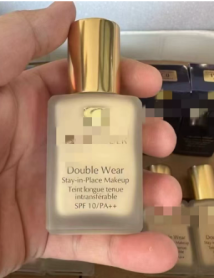 Double Wear
Stay-in-Place Makeup
Teint longue tenue
intransférable
SPF 10/PA++